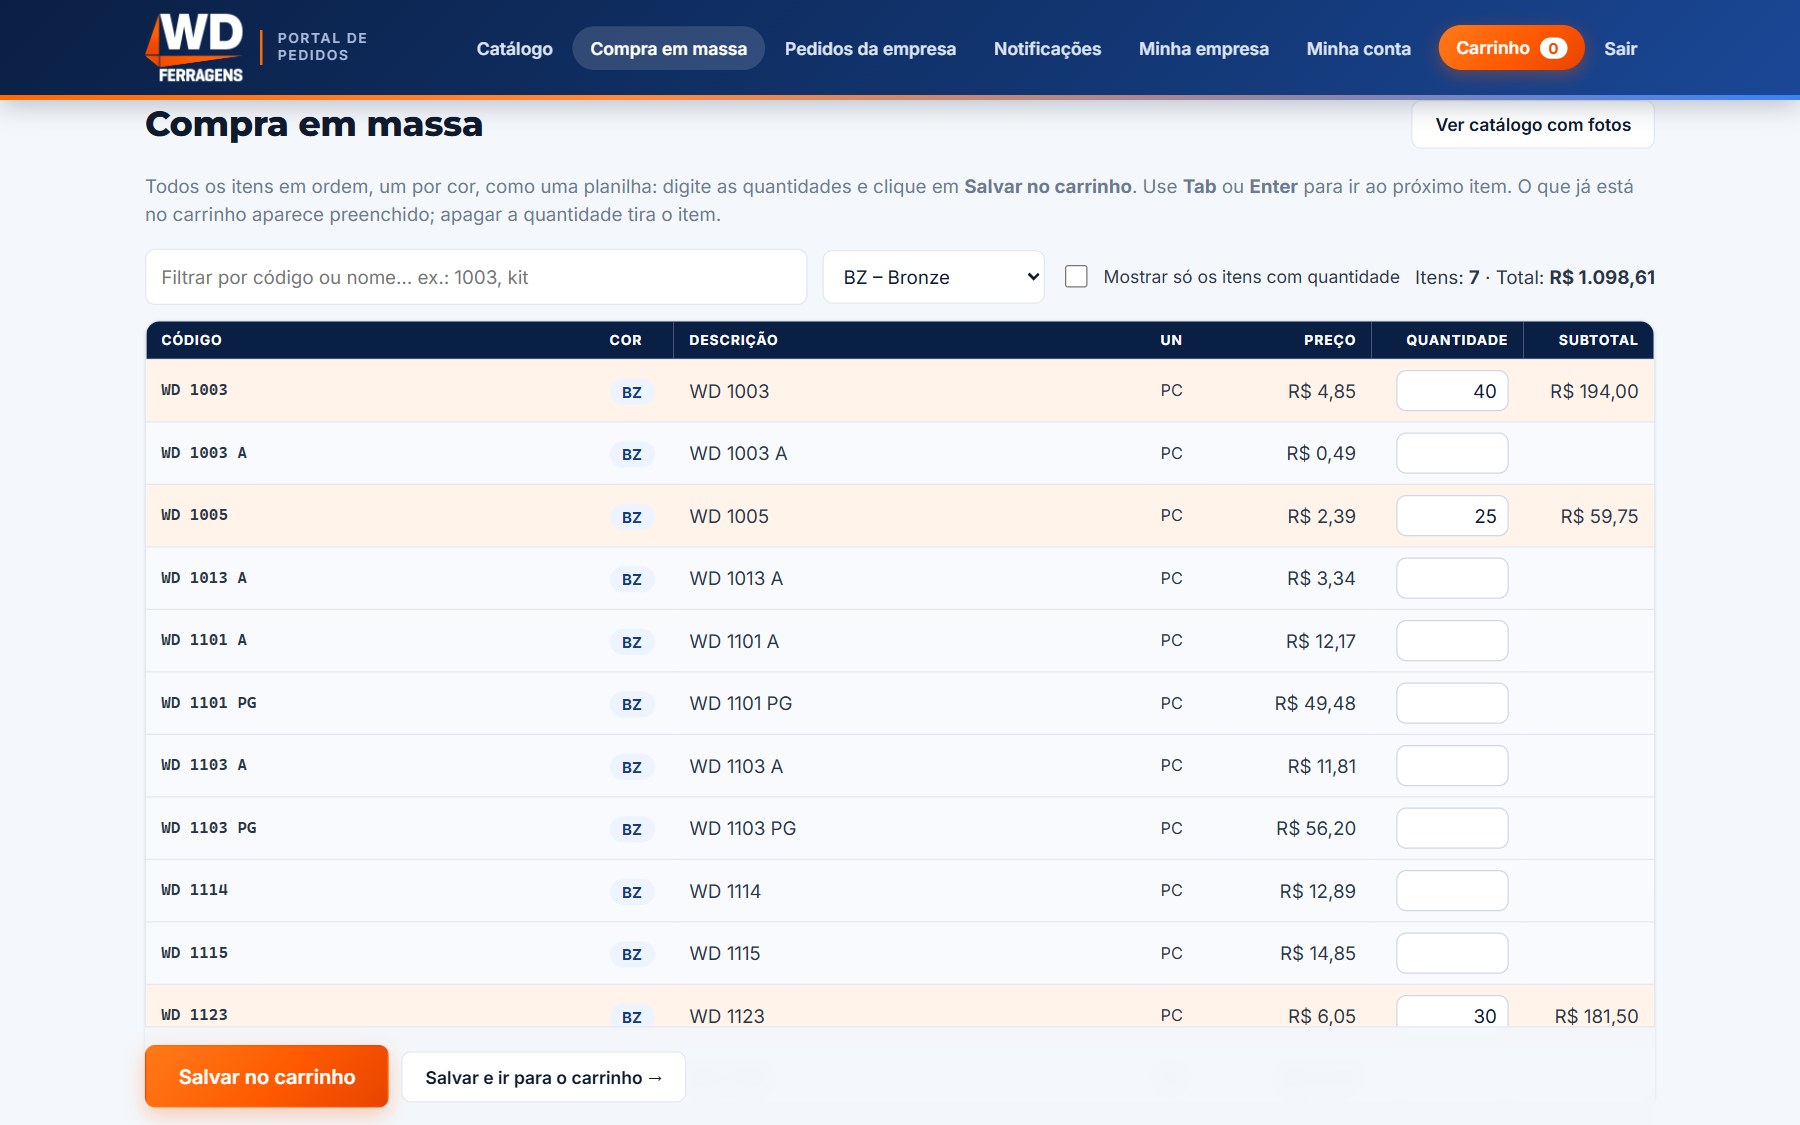 WD
FERRAGENS
PORTAL DE
PEDIDOS
Catálogo Compra em massa Pedidos da empresa Notificações Minha empresa Minha conta Carrinho 0 Sair
Compra em massa
Ver catálogo com fotos
Todos os itens em ordem, um por cor, como uma planilha: digite as quantidades e clique em Salvar no carrinho. Use Tab ou Enter para ir ao próximo item. O que já está
no carrinho aparece preenchido; apagar a quantidade tira o item.
Filtrar por código ou nome... ex.: 1003, kit BZ – Bronze Mostrar só os itens com quantidade Itens: 7 · Total: R$ 1.098,61
CÓDIGO COR DESCRIÇÃO UN PREÇO QUANTIDADE SUBTOTAL
WD 1003 BZ WD 1003 PC R$ 4,85 40 R$ 194,00
WD 1003 A BZ WD 1003 A PC R$ 0,49
WD 1005 BZ WD 1005 PC R$ 2,39 25 R$ 59,75
WD 1013 A BZ WD 1013 A PC R$ 3,34
WD 1101 A BZ WD 1101 A PC R$ 12,17
WD 1101 PG BZ WD 1101 PG PC R$ 49,48
WD 1103 A BZ WD 1103 A PC R$ 11,81
WD 1103 PG BZ WD 1103 PG PC R$ 56,20
WD 1114 BZ WD 1114 PC R$ 12,89
WD 1115 BZ WD 1115 PC R$ 14,85
WD 1123 BZ WD 1123 PC R$ 6,05 30 R$ 181,50
Salvar no carrinho Salvar e ir para o carrinho →